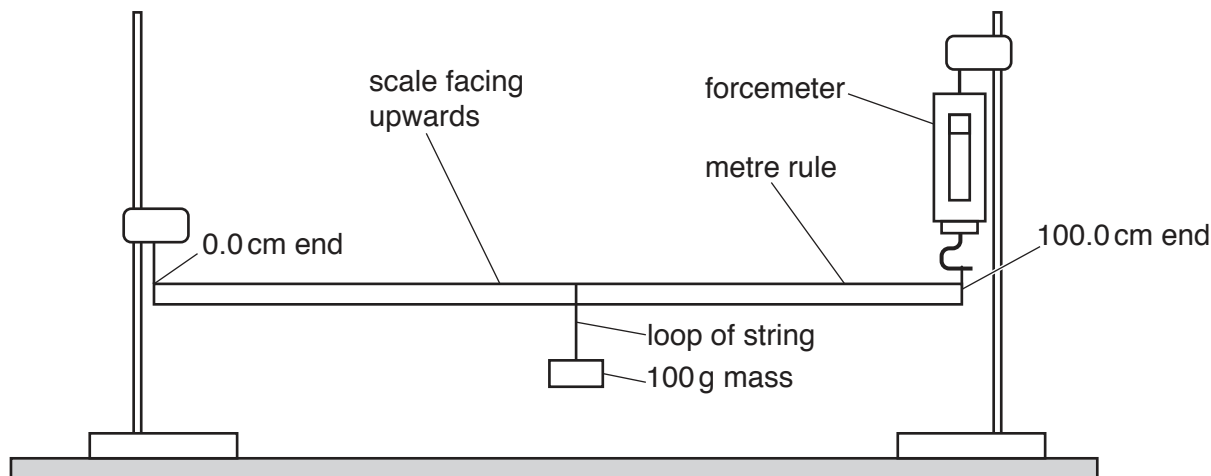 scale facing
upwards
forcemeter
metre rule
0.0 cm end
100.0 cm end
loop of string
100 g mass